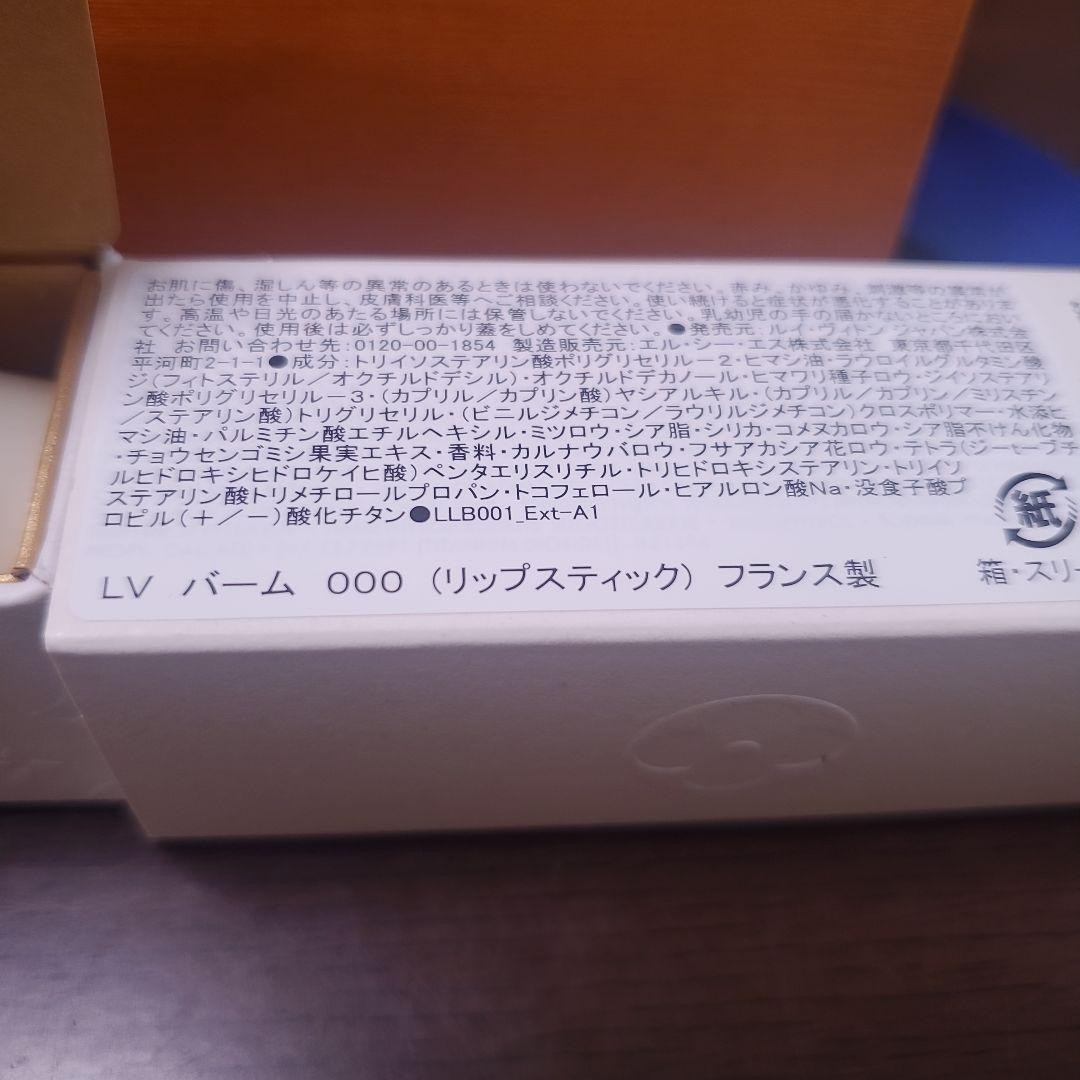 お肌に傷、湿しん等の異常のあるときは使わないでください。赤み、かゆみ、刺激等の異常が
出たら使用を中止し、皮膚科医等へご相談ください。使い続けると症状が悪化することがありま
す。高温や日光のあたる場所には保管しないでください。乳幼児の手の届かないところにおい
てください。使用後は必ずしっかり蓋をしめてください。●発売元:ルイ・ヴィトン ジャパン株式会
社 お問い合わせ先:0120-00-1854 製造販売元:エル・シー・エス株式会社 東京都千代田区
平河町2-1-1●成分:トリイソステアリン酸ポリグリセリル-2・ヒマシ油・ラウロイルグルタミン酸
ジ(フィトステリル/オクチルドデシル)・オクチルドデカノール・ヒマワリ種子ロウ・ジイソステアリ
ン酸ポリグリセリル-3・(カプリル/カプリン酸)ヤシアルキル・(カプリル/カプリン/ミリスチン
/ステアリン酸)トリグリセリル・(ビニルジメチコン/ラウリルジメチコン)クロスポリマー・水添ヒ
マシ油・パルミチン酸エチルヘキシル・ミツロウ・シア脂・シリカ・コメヌカロウ・シア脂不けん化物
・チョウセンゴミシ果実エキス・香料・カルナウバロウ・フサアカシア花ロウ・テトラ(ジ-t-ブチ
ルヒドロキシヒドロケイヒ酸)ペンタエリスリチル・トリヒドロキシステアリン・トリイソ
ステアリン酸トリメチロールプロパン・トコフェロール・ヒアルロン酸Na・没食子酸プ
ロピル(+/-)酸化チタン●LLB001_Ext-A1
LV バーム 000 (リップスティック) フランス製
紙
箱・スリー